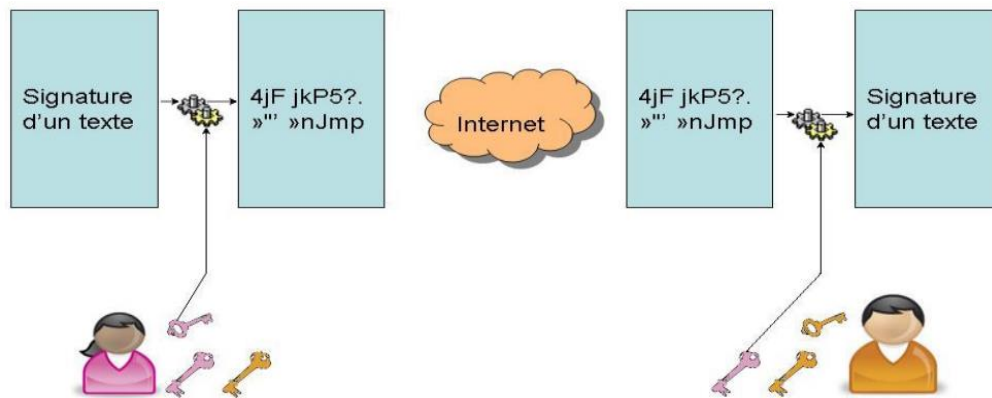 Signature
d'un texte
4jF jkP5?.
»"' »nJmp
Internet
4jF jkP5?.
»"' »nJmp
Signature
d'un texte